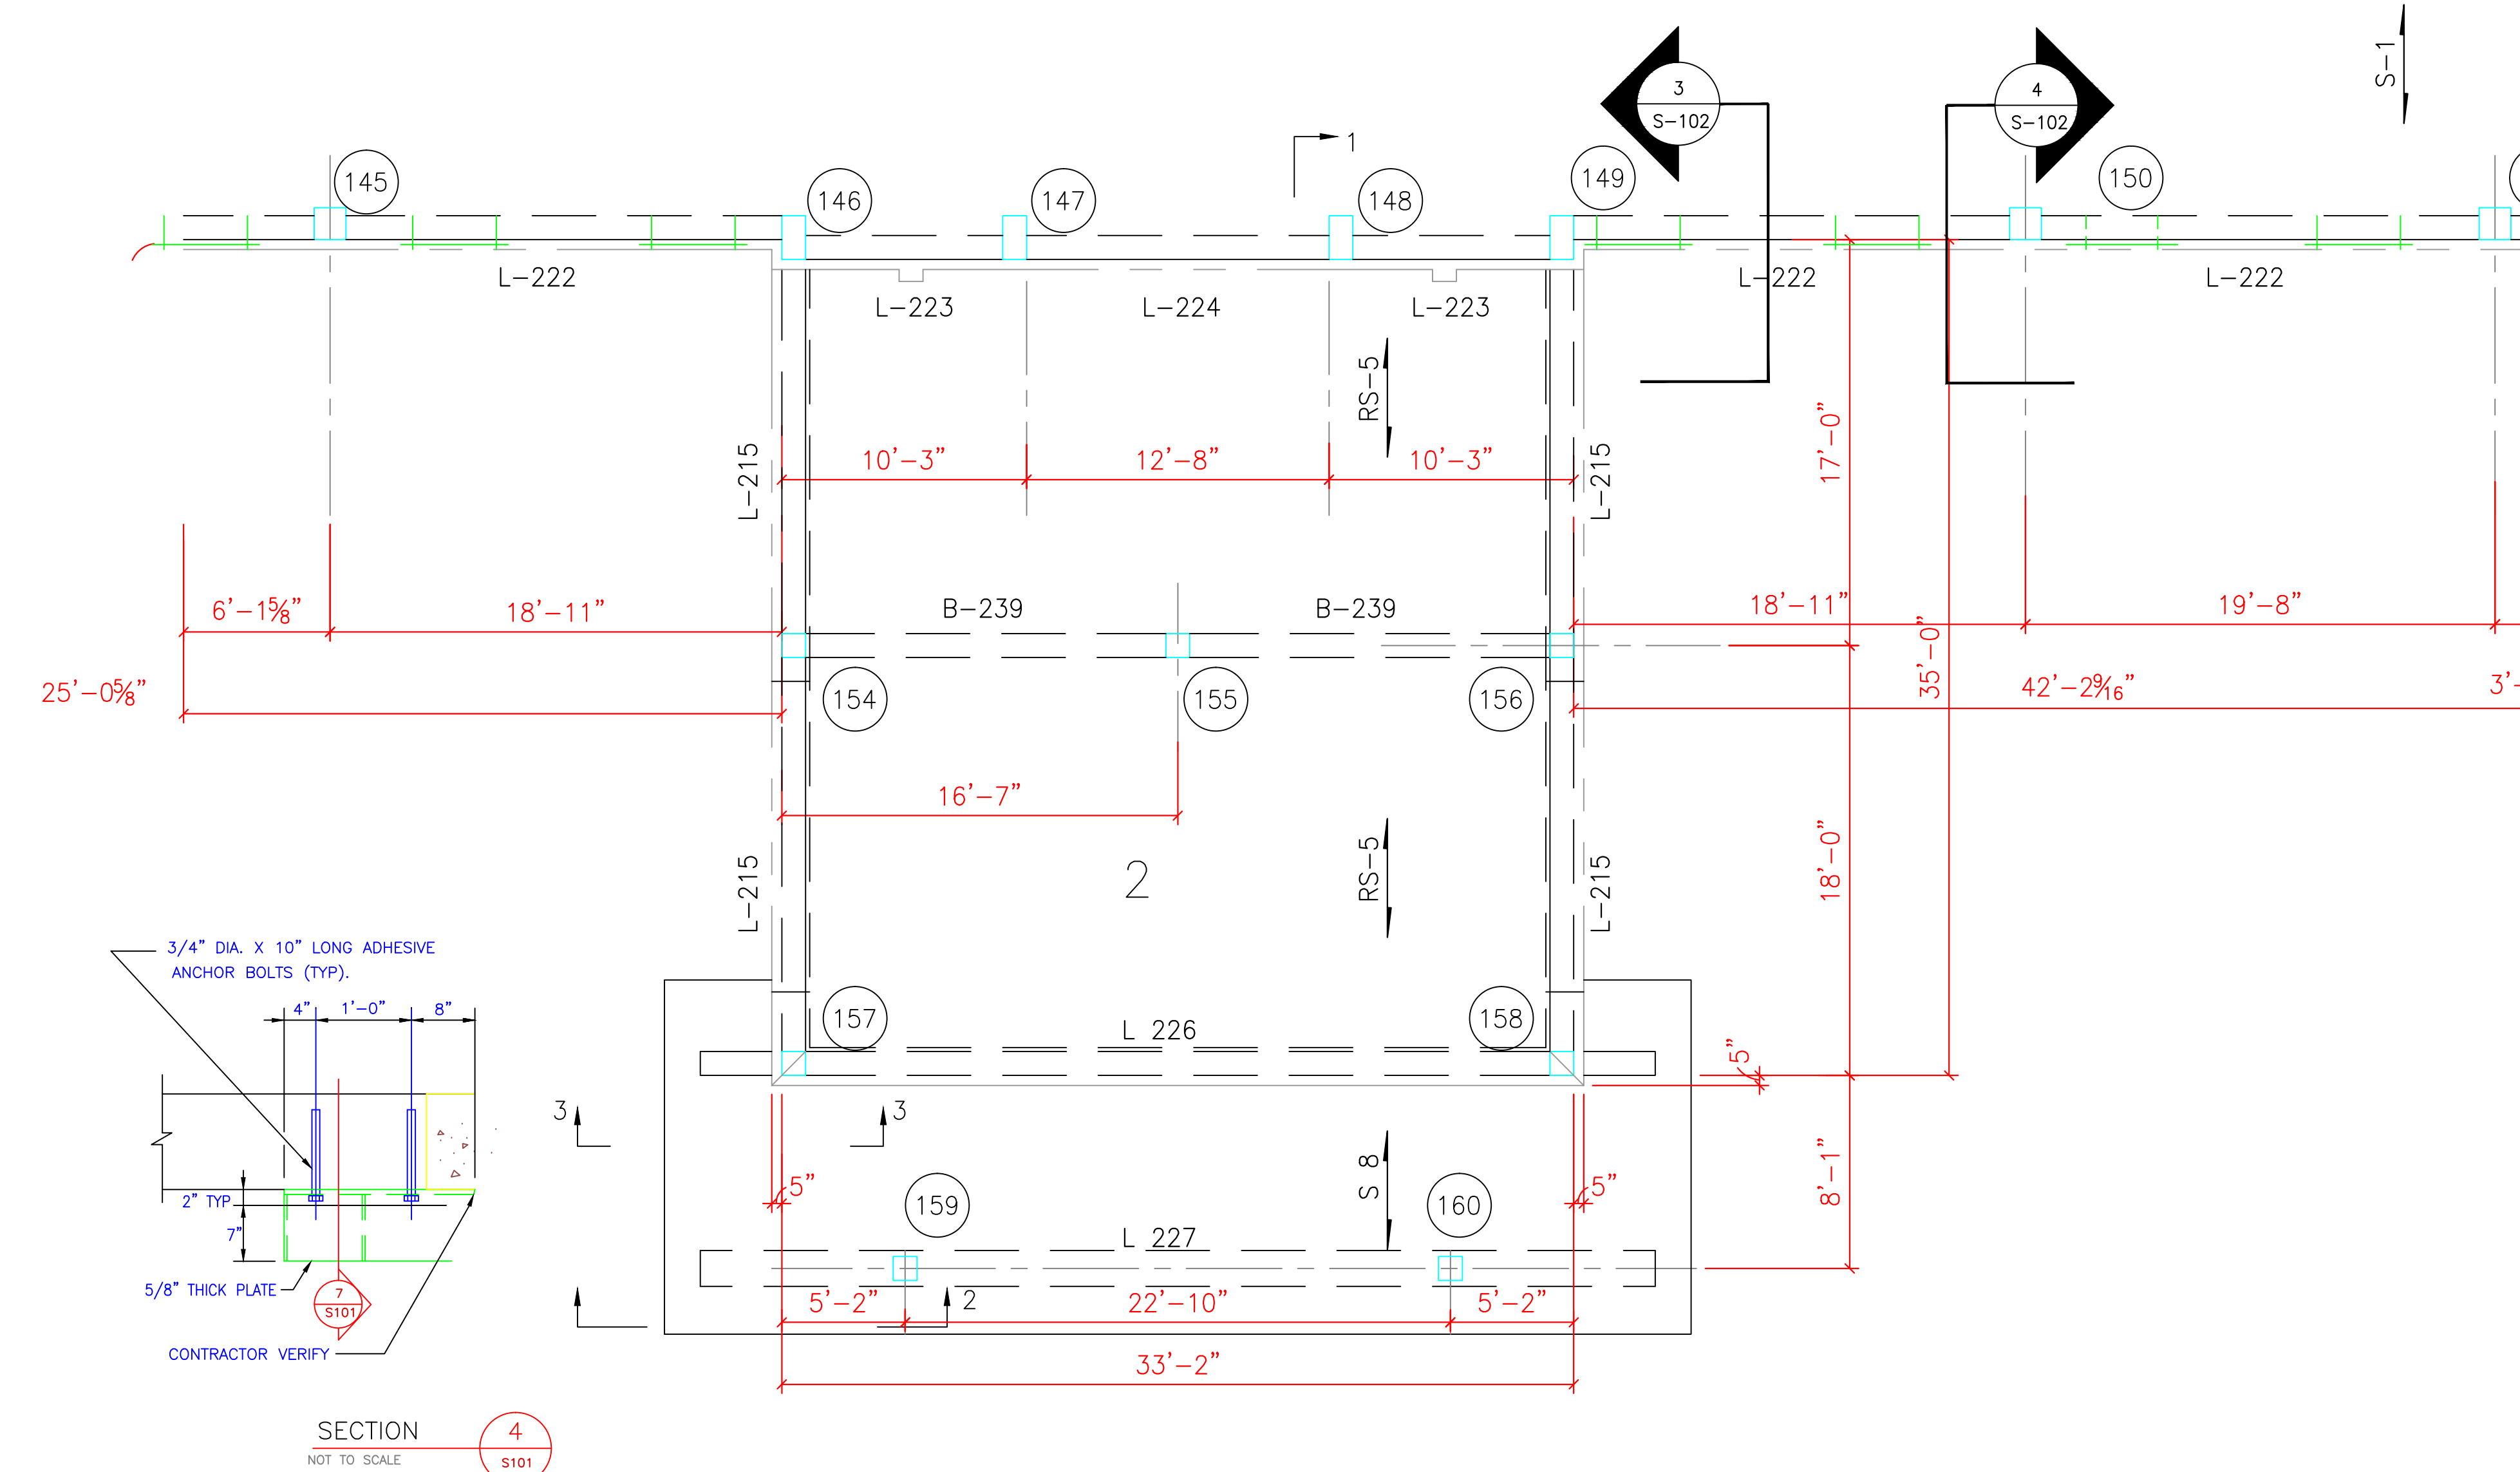 S-1
3
S-102
4
S-102
1
145
146
147
148
149
150
L-222
L-223
L-224
L-223
L-222
L-222
RS-5
17'-0"
L-215
10'-3"
12'-8"
10'-3"
L-215
6'-1⅝"
18'-11"
B-239
B-239
18'-11"
19'-8"
35'-0"
25'-0⅝"
154
155
156
42'-2 9/16"
3'-
16'-7"
2
RS-5
18'-0"
L-215
L-215
3/4" DIA. X 10" LONG ADHESIVE
ANCHOR BOLTS (TYP).
4"
1'-0"
8"
157
L 226
158
5"
3
3
2" TYP
7"
5"
159
S 8
160
5"
8'-1"
L 227
5/8" THICK PLATE
7
S101
5'-2"
2
22'-10"
5'-2"
CONTRACTOR VERIFY
33'-2"
SECTION
NOT TO SCALE
4
S101